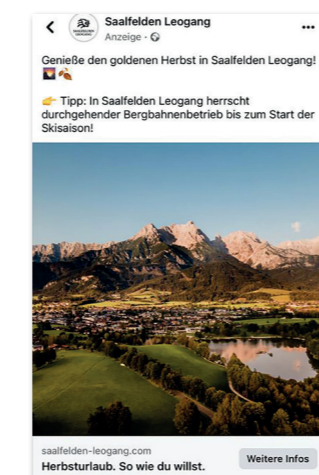 Saalfelden Leogang
Anzeige ·
Genieße den goldenen Herbst in Saalfelden Leogang!
🌄🍂
👉 Tipp: In Saalfelden Leogang herrscht
durchgehender Bergbahnenbetrieb bis zum Start der
Skisaison!
saalfelden-leogang.com
Herbsturlaub. So wie du willst.
Weitere Infos